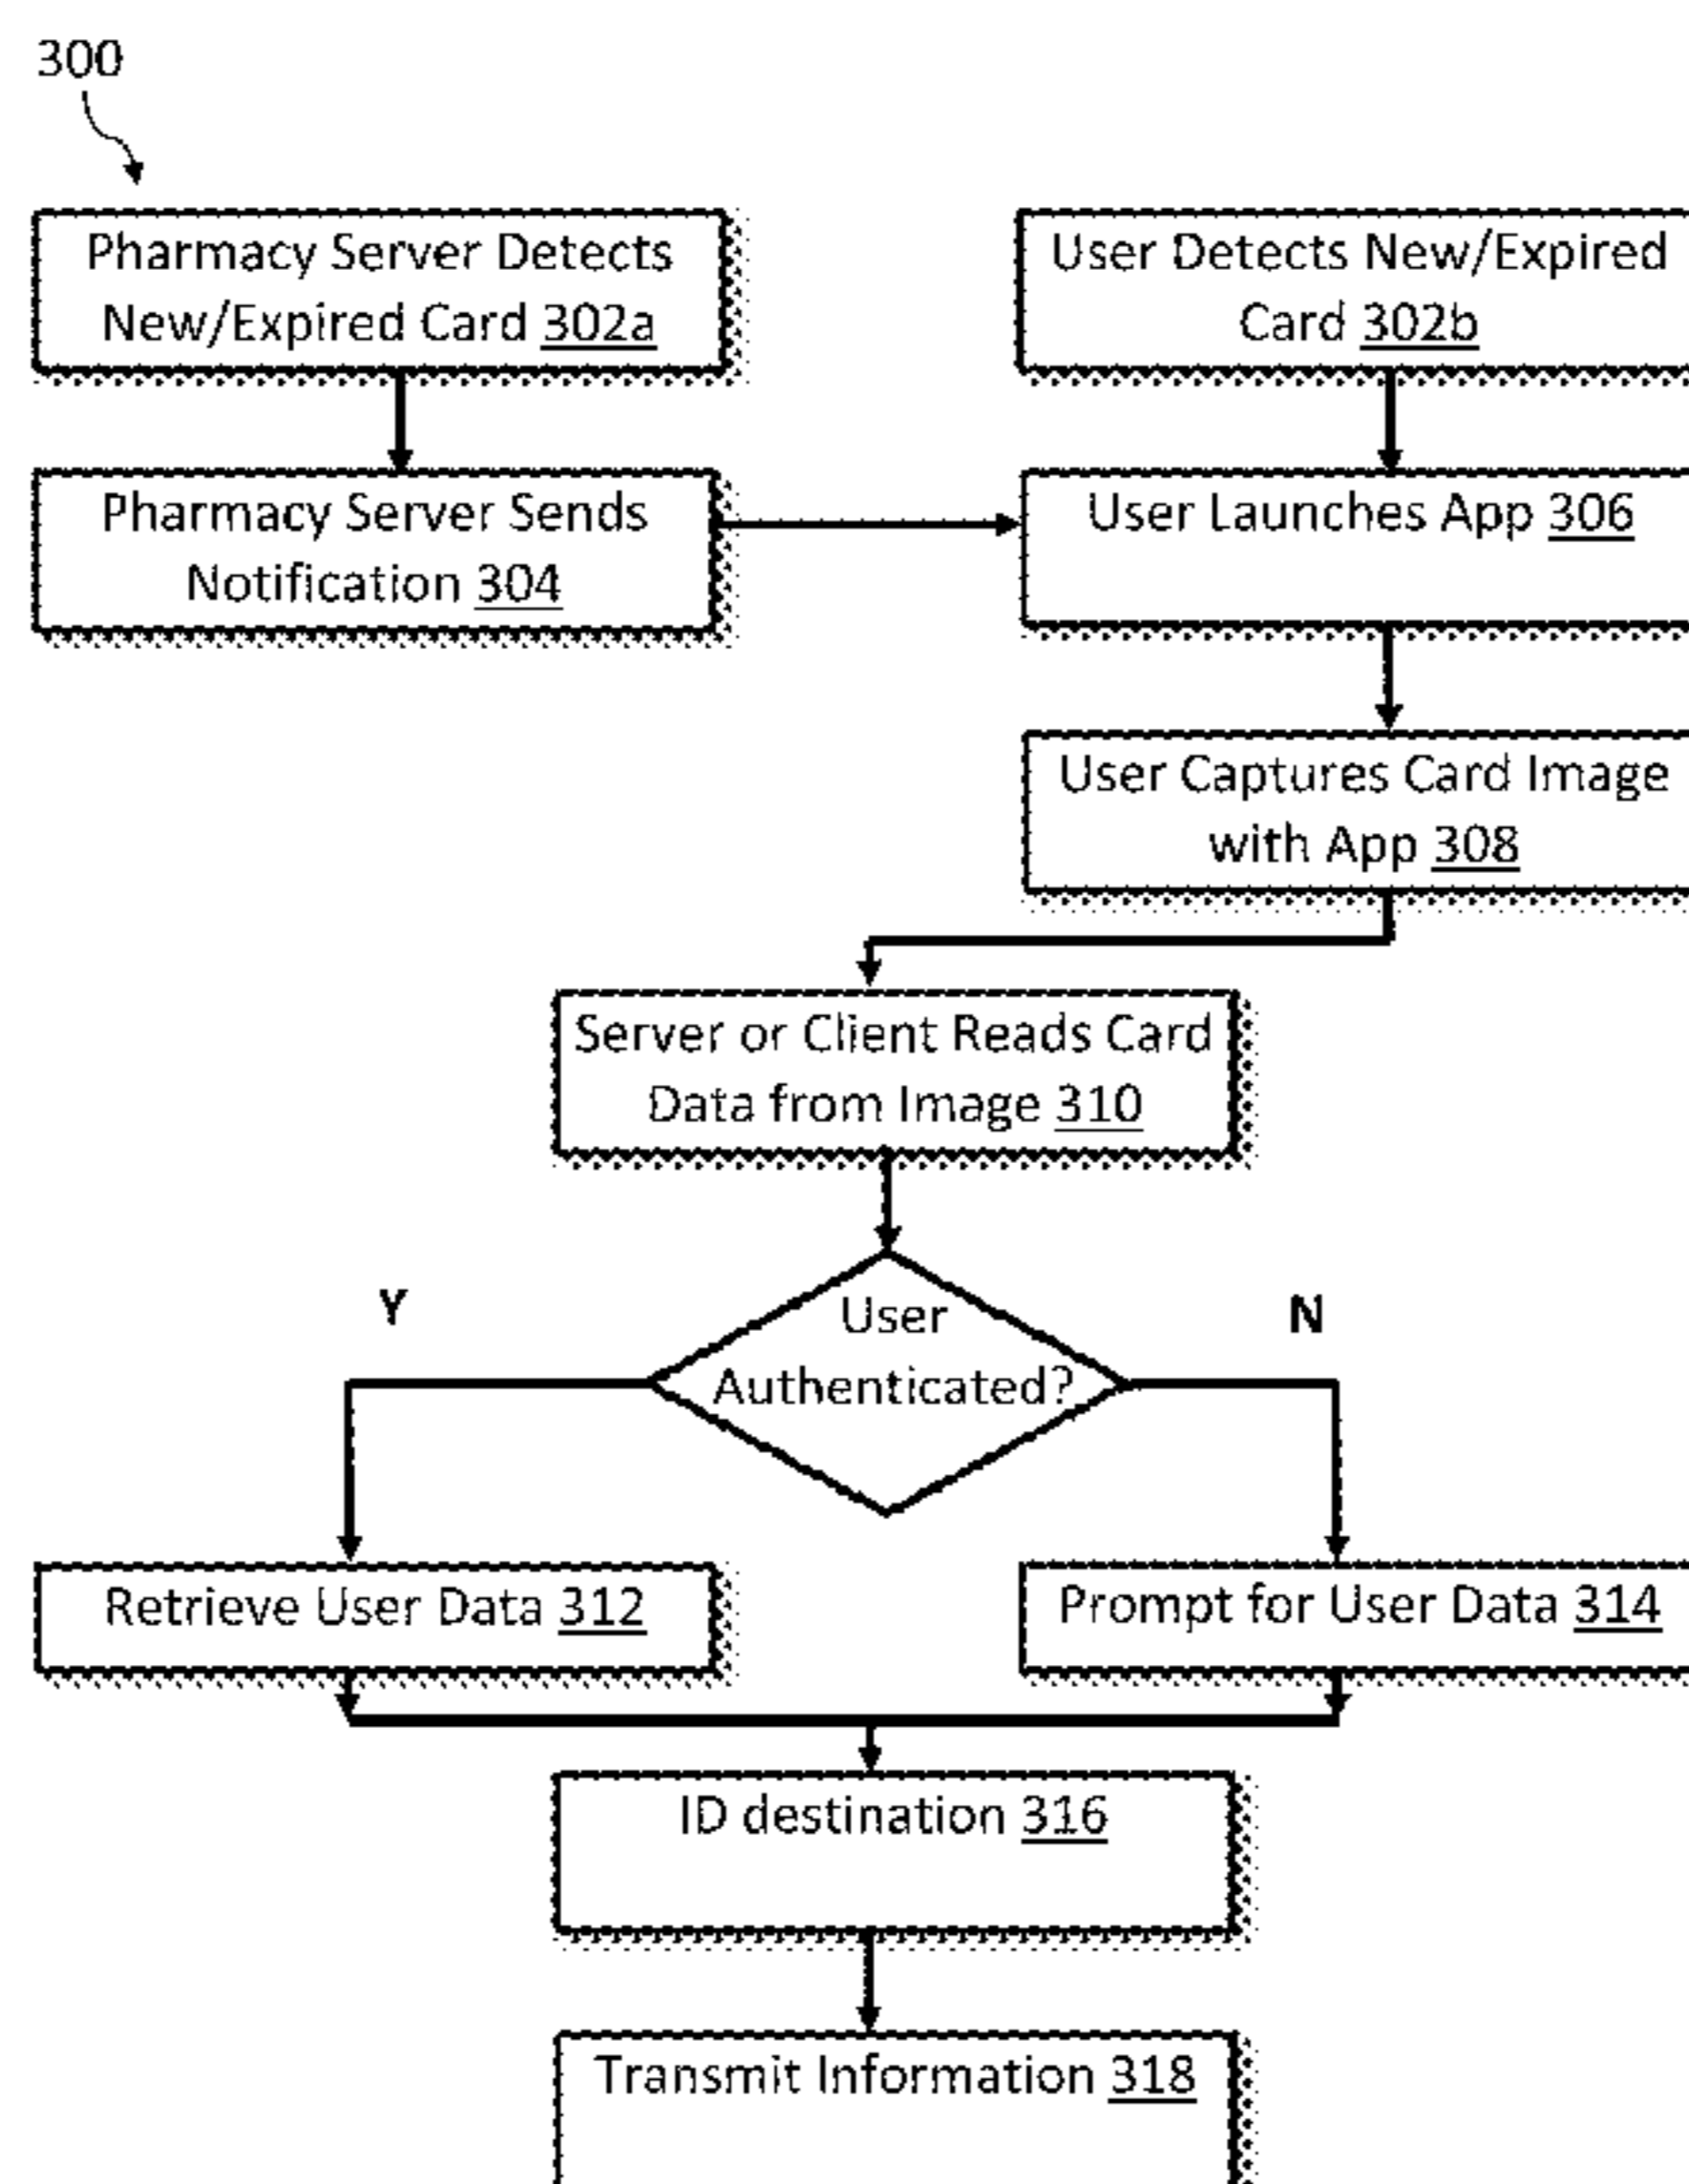 300
Pharmacy Server Detects
New/Expired Card 302a
User Detects New/Expired
Card 302b
Pharmacy Server Sends
Notification 304
User Launches App 306
User Captures Card Image
with App 308
Server or Client Reads Card
Data from Image 310
User
Authenticated?
Y
N
Retrieve User Data 312
Prompt for User Data 314
ID destination 316
Transmit Information 318